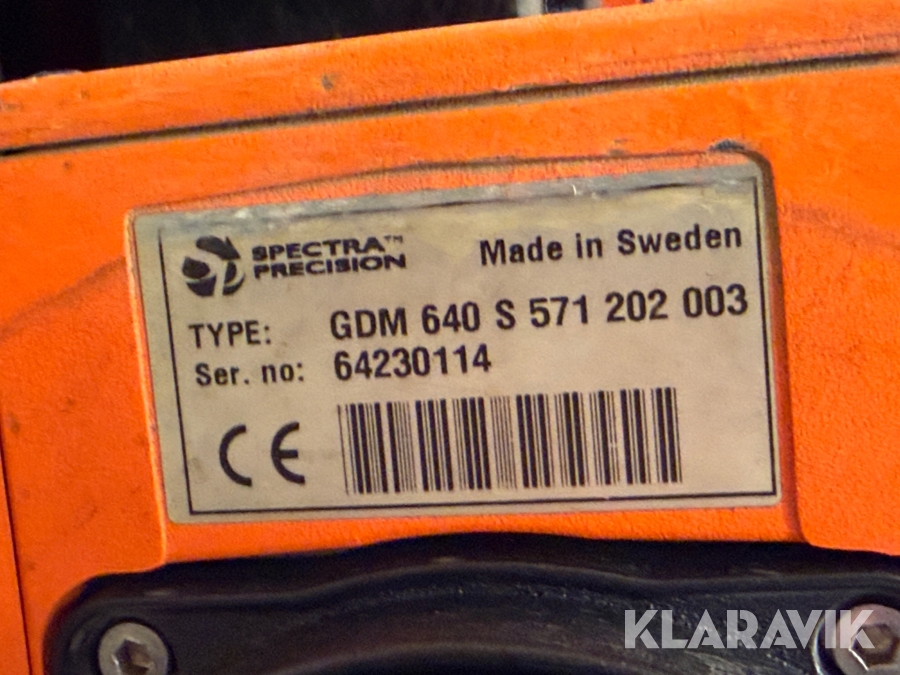 SPECTRA™
PRECISION
Made in Sweden
TYPE: GDM 640 S 571 202 003
Ser. no: 64230114
CE
KLARAVIK